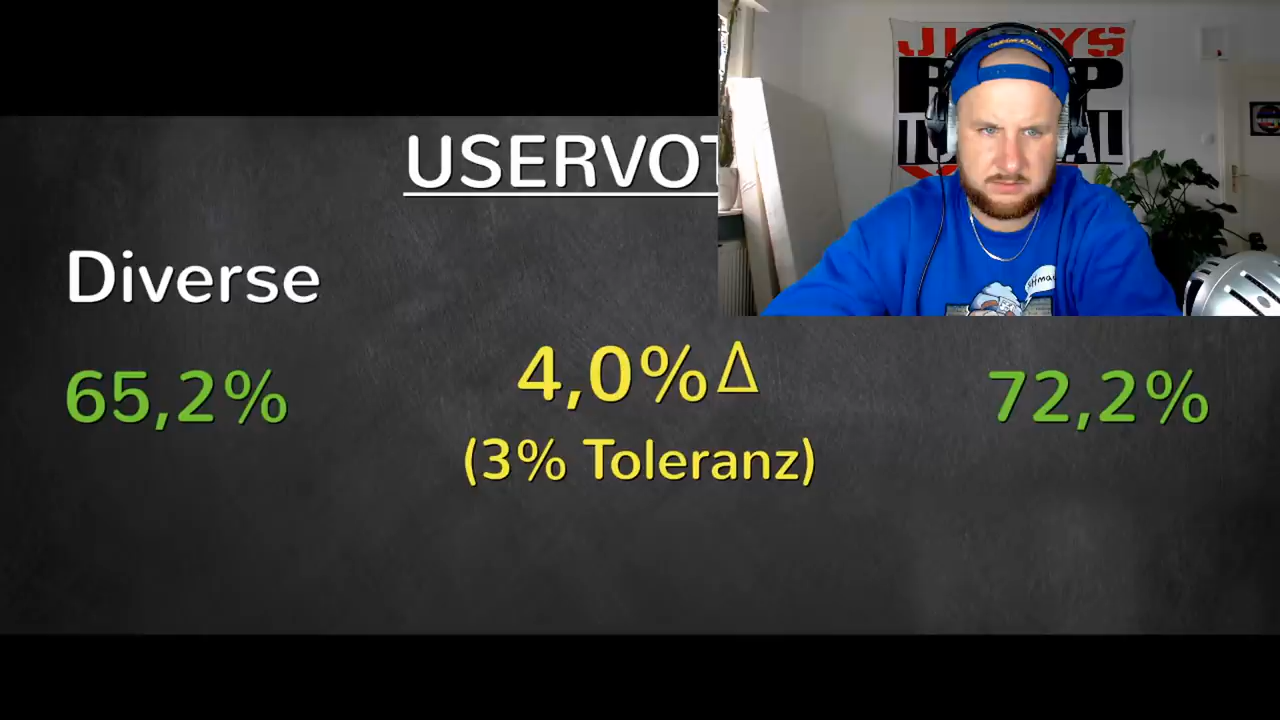 USERVOT
Diverse
65,2%
4,0%Δ
72,2%
(3% Toleranz)